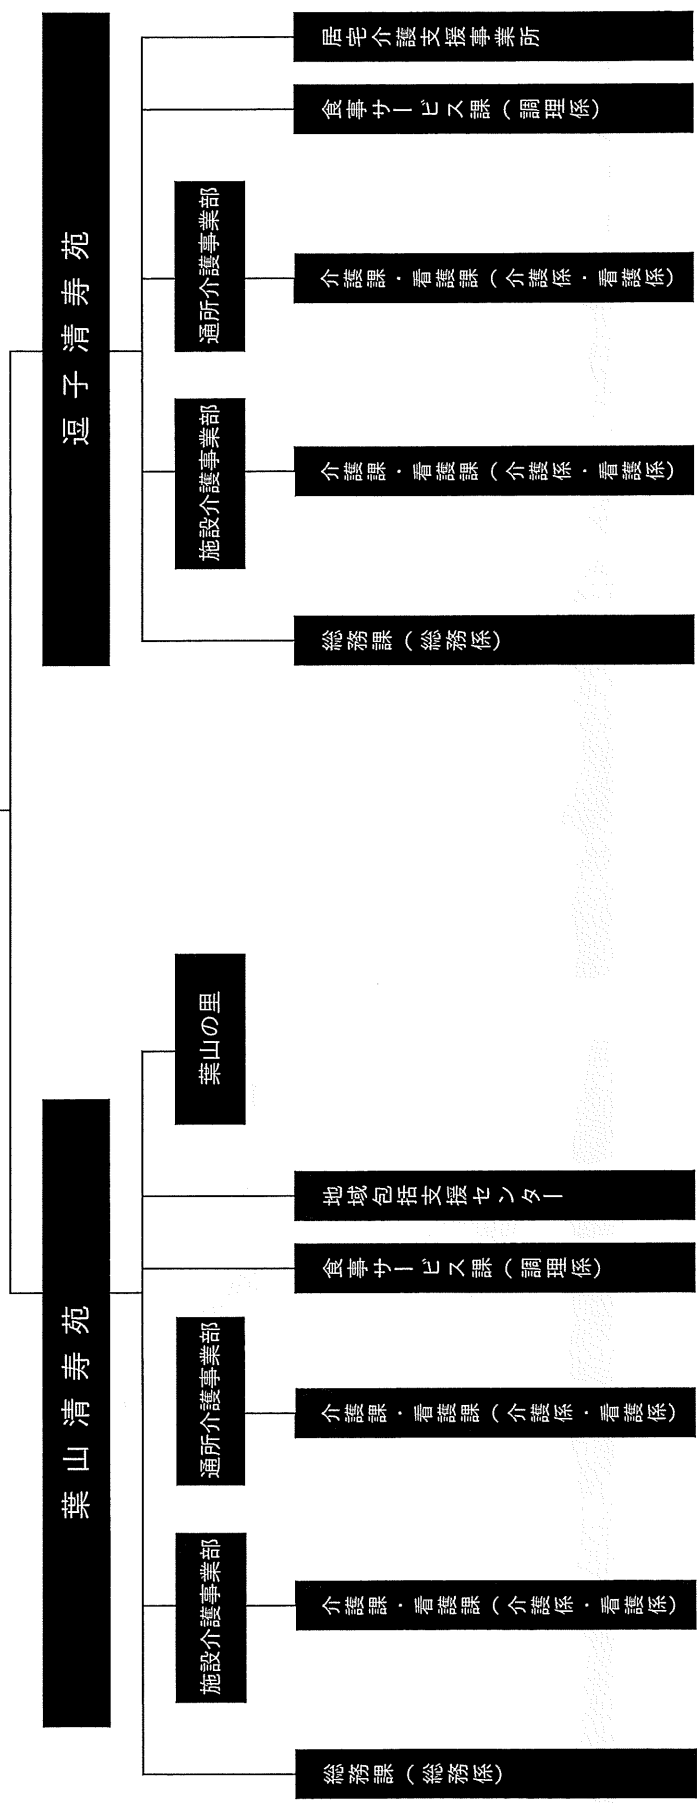 葉山清寿苑
総務課（総務係）
施設介護事業部
介護課・看護課（介護係・看護係）
通所介護事業部
介護課・看護課（介護係・看護係）
食事サービス課（調理係）
地域包括支援センター
葉山の里
逗子清寿苑
総務課（総務係）
施設介護事業部
介護課・看護課（介護係・看護係）
通所介護事業部
介護課・看護課（介護係・看護係）
食事サービス課（調理係）
居宅介護支援事業所